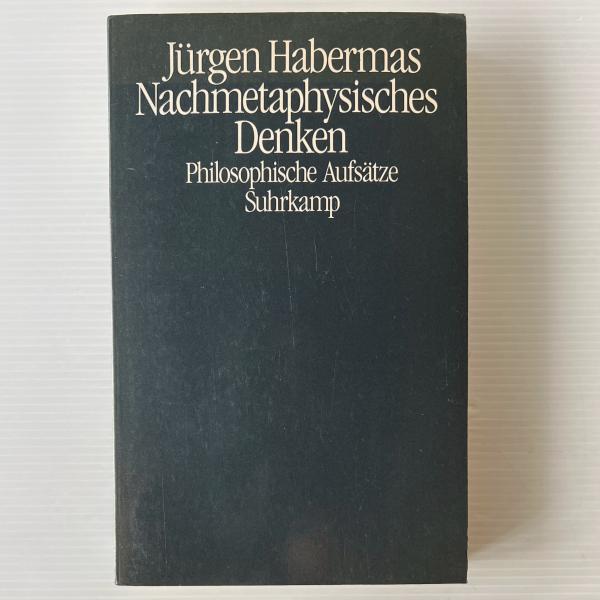 Jürgen Habermas
Nachmetaphysisches
Denken
Philosophische Aufsätze
Suhrkamp